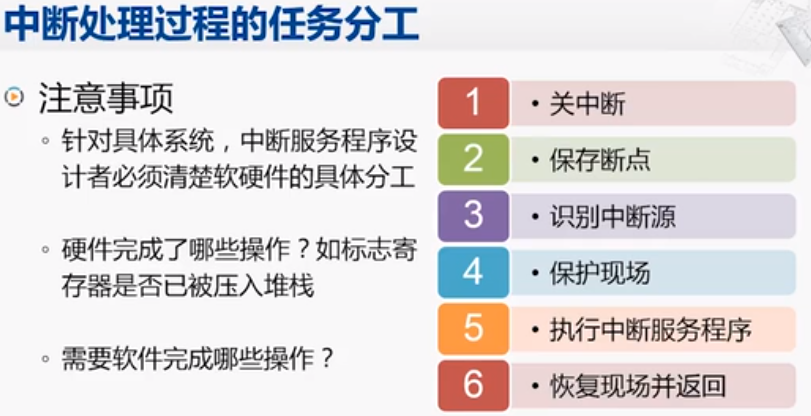 中断处理过程的任务分工
注意事项
◦ 针对具体系统，中断服务程序设
计者必须清楚软硬件的具体分工
◦ 硬件完成了哪些操作？如标志寄
存器是否已被压入堆栈
◦ 需要软件完成哪些操作？
1 • 关中断
2 • 保存断点
3 • 识别中断源
4 • 保护现场
5 • 执行中断服务程序
6 • 恢复现场并返回